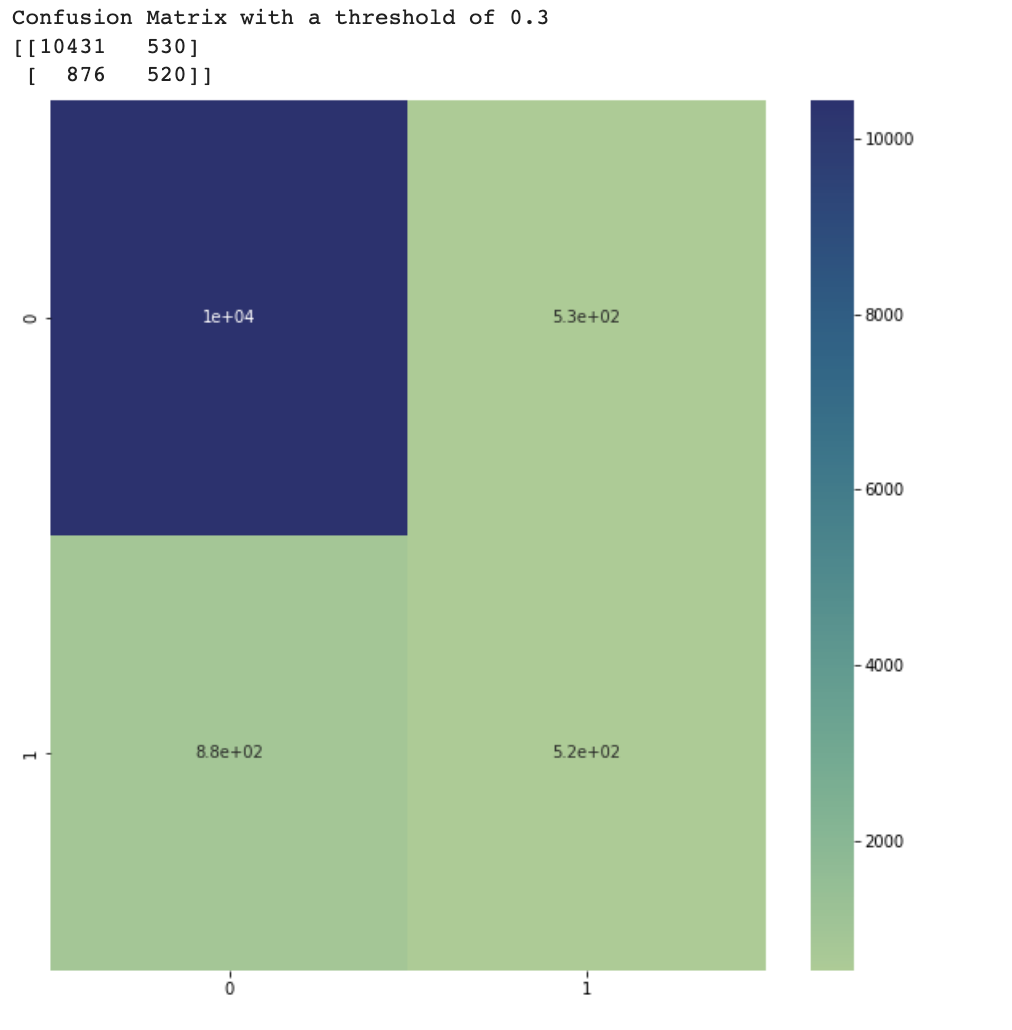 Confusion Matrix with a threshold of 0.3
[[10431   530]
 [  876   520]]
10000
0
1e+04
5.3e+02
8000
6000
4000
1
8.8e+02
5.2e+02
2000
0
1